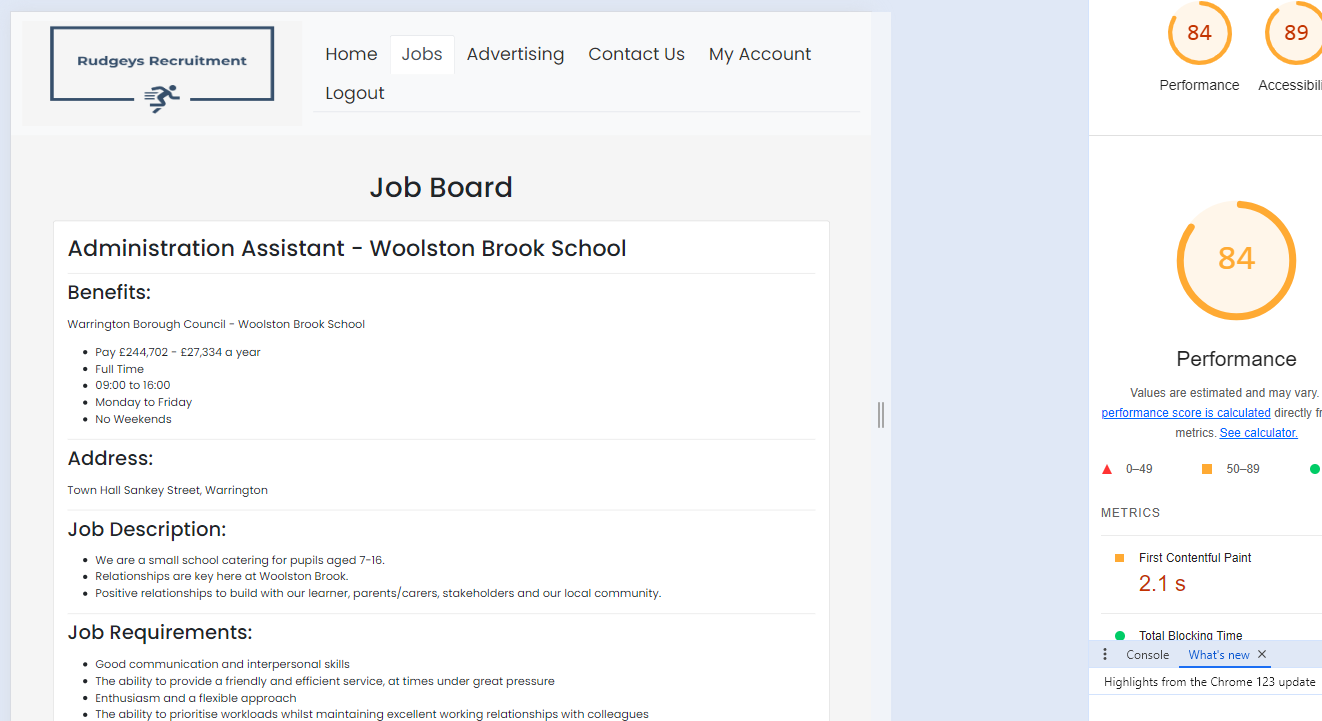 Rudgeys Recruitment
Home Jobs Advertising Contact Us My Account
Logout
Job Board
Administration Assistant - Woolston Brook School
Benefits:
Warrington Borough Council - Woolston Brook School
Pay £244,702 - £27,334 a year
Full Time
09:00 to 16:00
Monday to Friday
No Weekends
Address:
Town Hall Sankey Street, Warrington
Job Description:
We are a small school catering for pupils aged 7-16.
Relationships are key here at Woolston Brook.
Positive relationships to build with our learner, parents/carers, stakeholders and our local community.
Job Requirements:
Good communication and interpersonal skills
The ability to provide a friendly and efficient service, at times under great pressure
Enthusiasm and a flexible approach
The ability to prioritise workloads whilst maintaining excellent working relationships with colleagues
84 89
Performance Accessibili
84
Performance
Values are estimated and may vary.
performance score is calculated directly fr
metrics. See calculator.
0–49 50–89
METRICS
First Contentful Paint
2.1 s
Total Blocking Time
Console What's new
Highlights from the Chrome 123 update